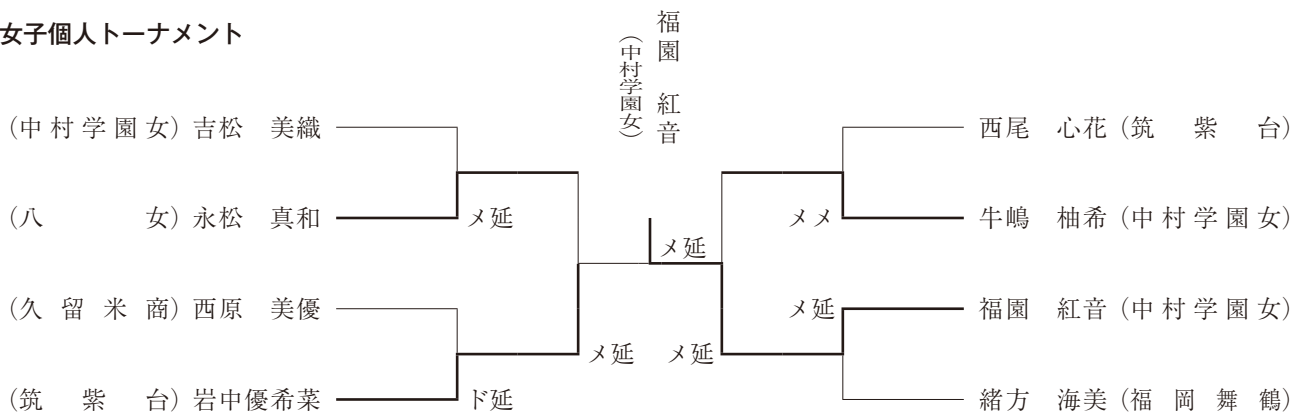 女子個人トーナメント
福園 紅音
（中村学園女）
（中村学園女）吉松 美織
西尾 心花（筑紫台）
（八女）永松 真和
メ延
メメ
牛嶋 柚希（中村学園女）
メ延
（久留米商）西原 美優
メ延
福園 紅音（中村学園女）
メ延
メ延
（筑紫台）岩中優希菜
ド延
緒方 海美（福岡舞鶴）